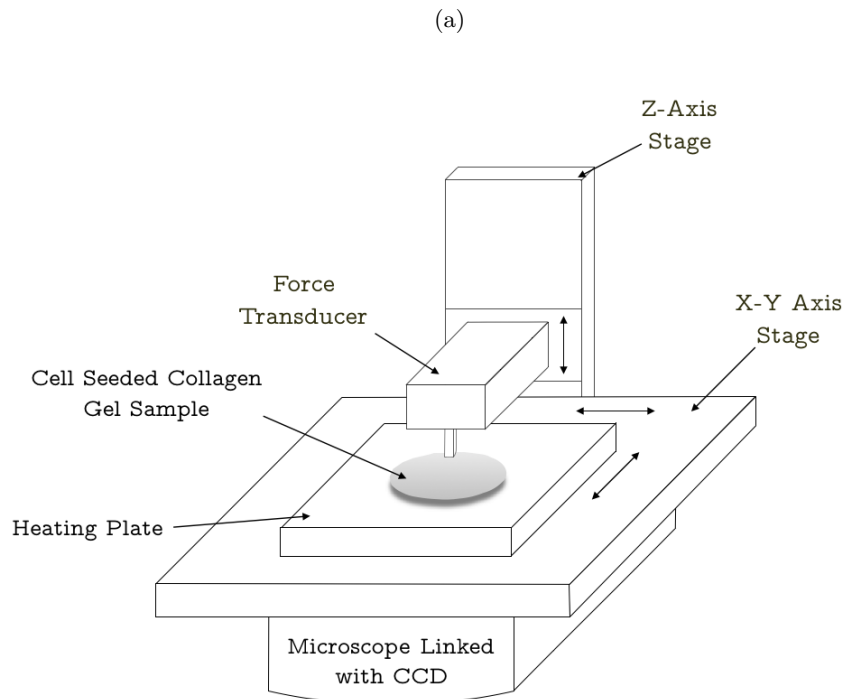 (a)
Z-Axis
Stage
Force
Transducer
X-Y Axis
Stage
Cell Seeded Collagen
Gel Sample
Heating Plate
Microscope Linked
with CCD